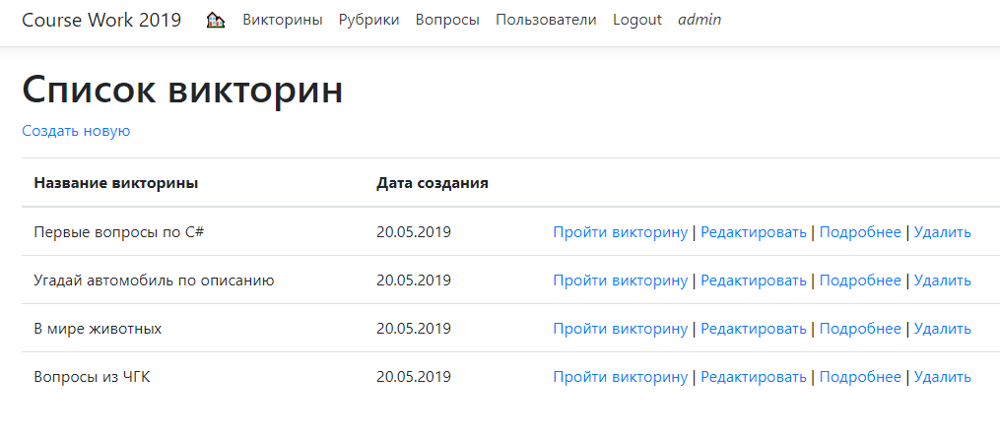 Course Work 2019 Викторины Рубрики Вопросы Пользователи Logout admin
Список викторин
Создать новую
Название викторины Дата создания
Первые вопросы по C# 20.05.2019 Пройти викторину | Редактировать | Подробнее | Удалить
Угадай автомобиль по описанию 20.05.2019 Пройти викторину | Редактировать | Подробнее | Удалить
В мире животных 20.05.2019 Пройти викторину | Редактировать | Подробнее | Удалить
Вопросы из ЧГК 20.05.2019 Пройти викторину | Редактировать | Подробнее | Удалить